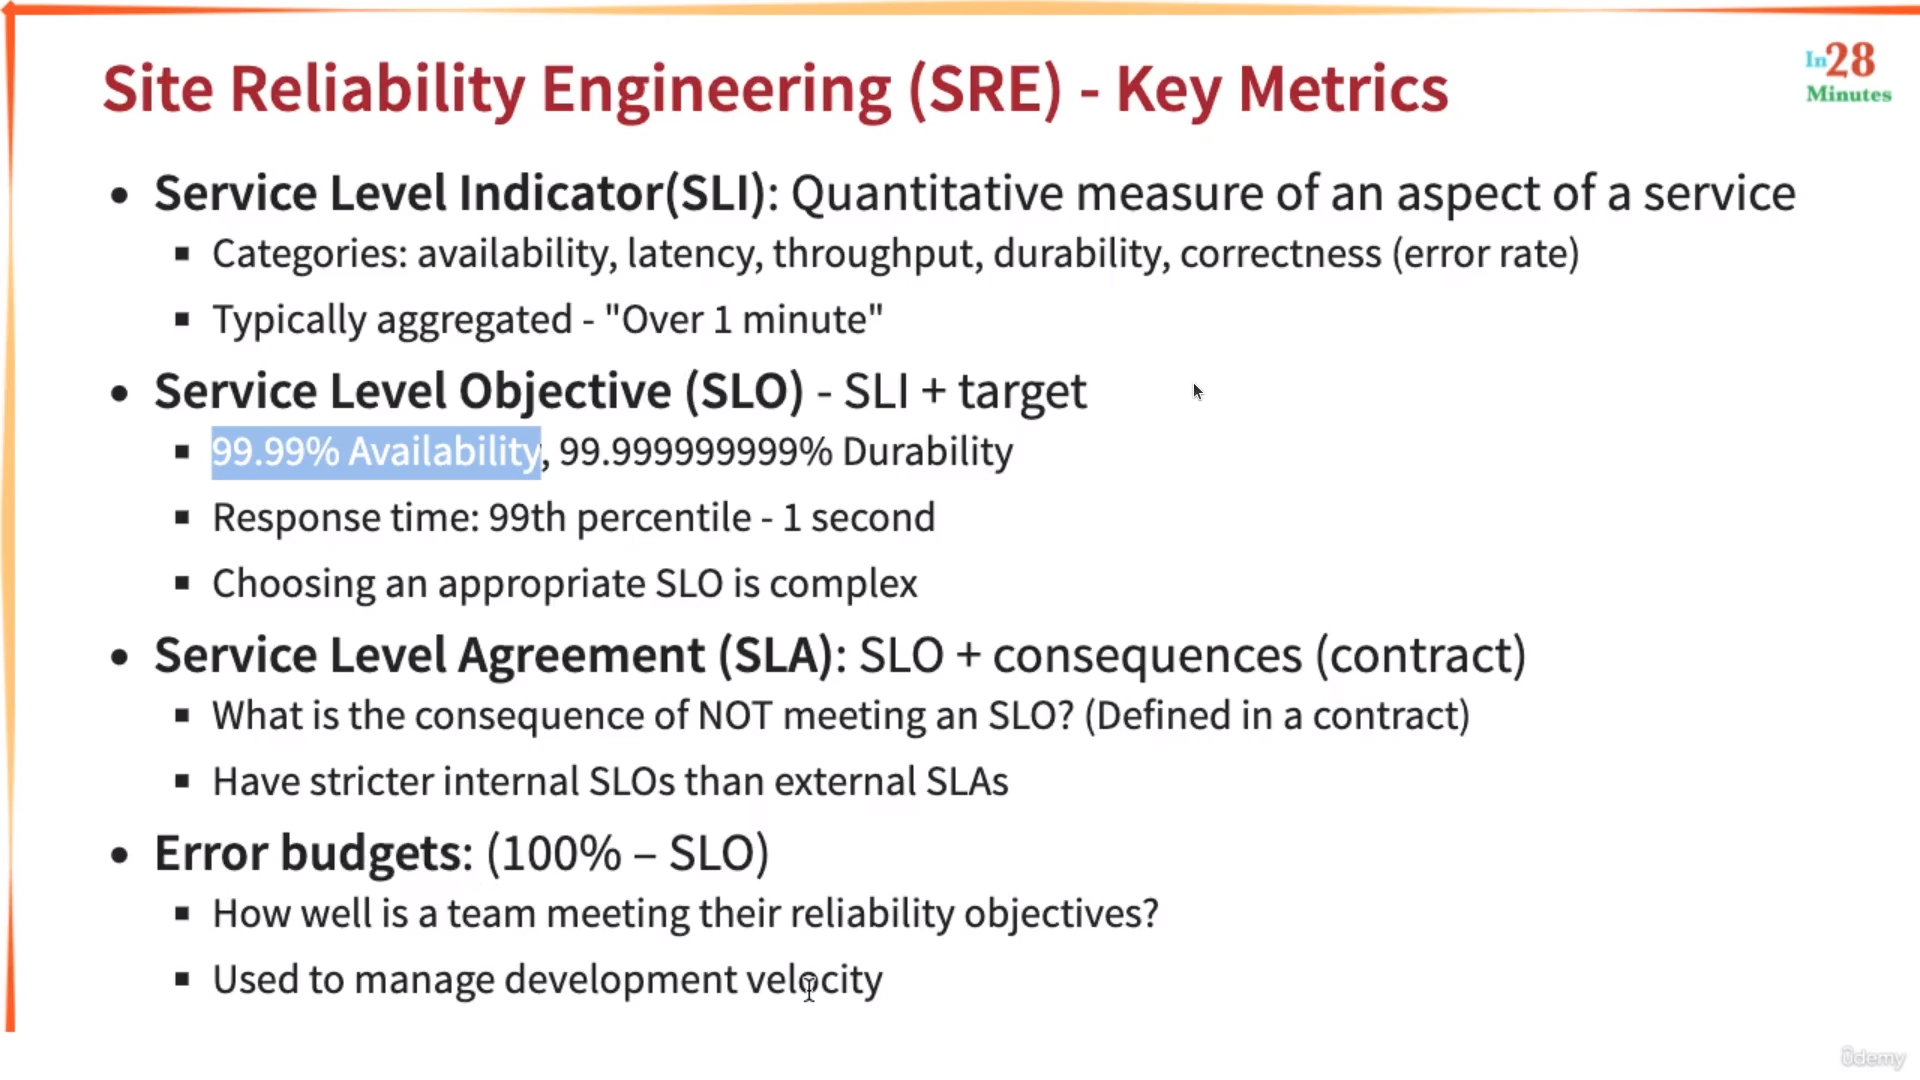 Site Reliability Engineering (SRE) - Key Metrics
In28
Minutes
• Service Level Indicator(SLI): Quantitative measure of an aspect of a service
▪ Categories: availability, latency, throughput, durability, correctness (error rate)
▪ Typically aggregated - "Over 1 minute"
• Service Level Objective (SLO) - SLI + target
▪ 99.99% Availability, 99.999999999% Durability
▪ Response time: 99th percentile - 1 second
▪ Choosing an appropriate SLO is complex
• Service Level Agreement (SLA): SLO + consequences (contract)
▪ What is the consequence of NOT meeting an SLO? (Defined in a contract)
▪ Have stricter internal SLOs than external SLAs
• Error budgets: (100% – SLO)
▪ How well is a team meeting their reliability objectives?
▪ Used to manage development velocity
ûdemy